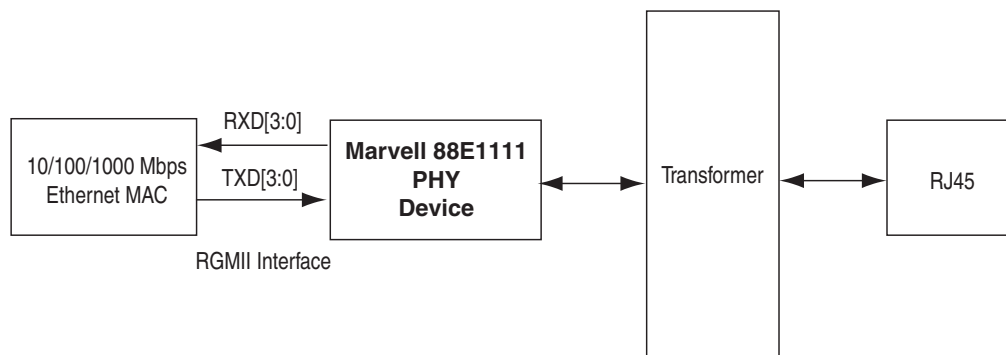 RXD[3:0]
10/100/1000 Mbps
Ethernet MAC
TXD[3:0]
RGMII Interface
Marvell 88E1111
PHY
Device
Transformer
RJ45